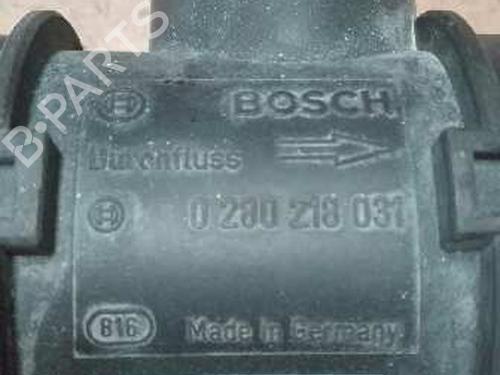 BOSCH
Durchfluss
0 280 218 031
816 Made in Germany.
B-PARTS